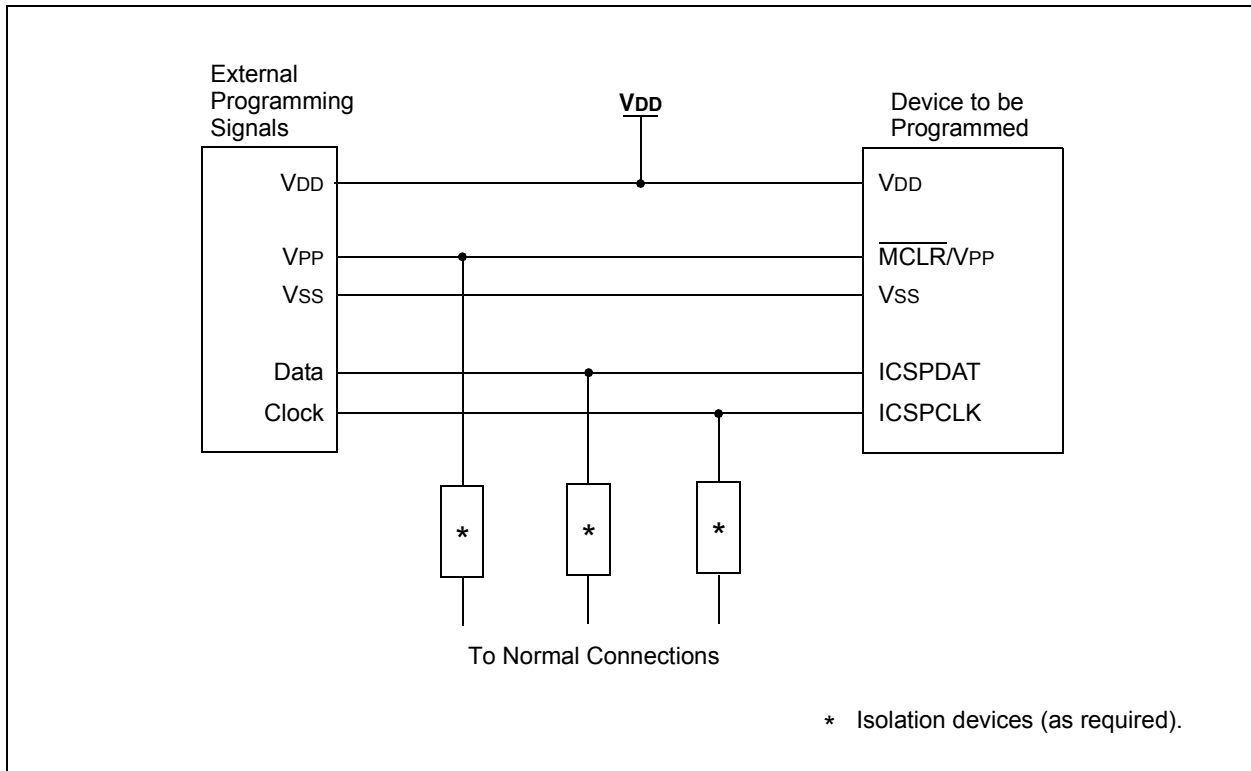 External
Programming
Signals
VDD
Device to be
Programmed
VDD
VDD
VPP
MCLR/VPP
VSS
VSS
Data
ICSPDAT
Clock
ICSPCLK
*
*
*
To Normal Connections
* Isolation devices (as required).